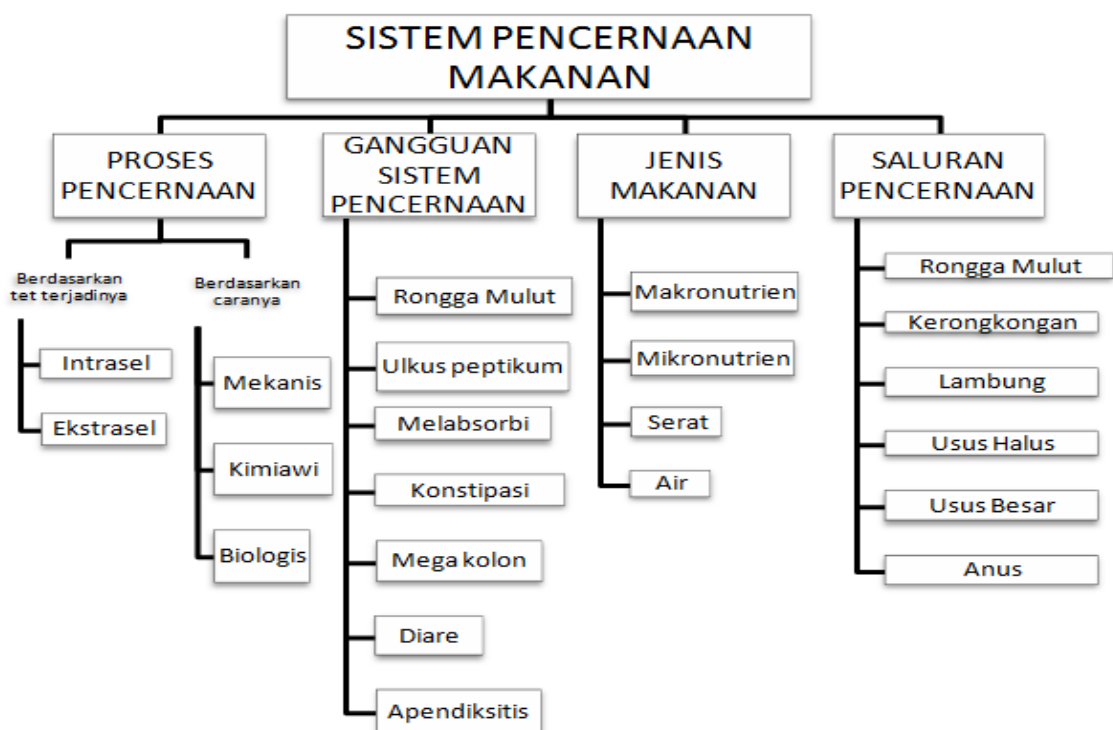 SISTEM PENCERNAAN
MAKANAN
PROSES
PENCERNAAN
Berdasarkan
tet terjadinya
Intrasel
Ekstrasel
Berdasarkan
caranya
Mekanis
Kimiawi
Biologis
GANGGUAN
SISTEM
PENCERNAAN
Rongga Mulut
Ulkus peptikum
Melabsorbi
Konstipasi
Mega kolon
Diare
Apendiksitis
JENIS
MAKANAN
Makronutrien
Mikronutrien
Serat
Air
SALURAN
PENCERNAAN
Rongga Mulut
Kerongkongan
Lambung
Usus Halus
Usus Besar
Anus